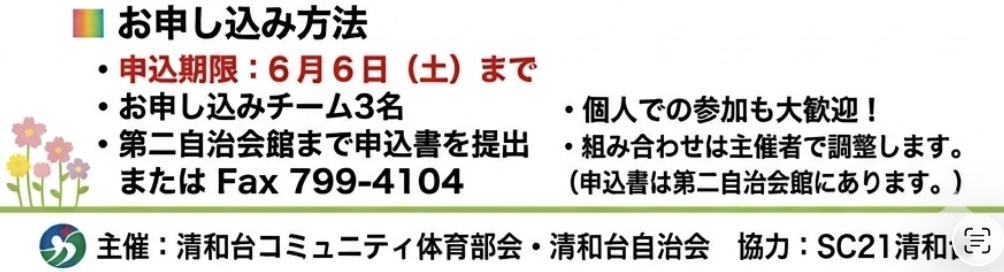 お申し込み方法
・申込期限：6月6日（土）まで
・お申し込みチーム3名
・第二自治会館まで申込書を提出
または Fax 799-4104
・個人での参加も大歓迎！
・組み合わせは主催者で調整します。
（申込書は第二自治会館にあります。）
主催：清和台コミュニティ体育部会・清和台自治会　協力：SC21清和